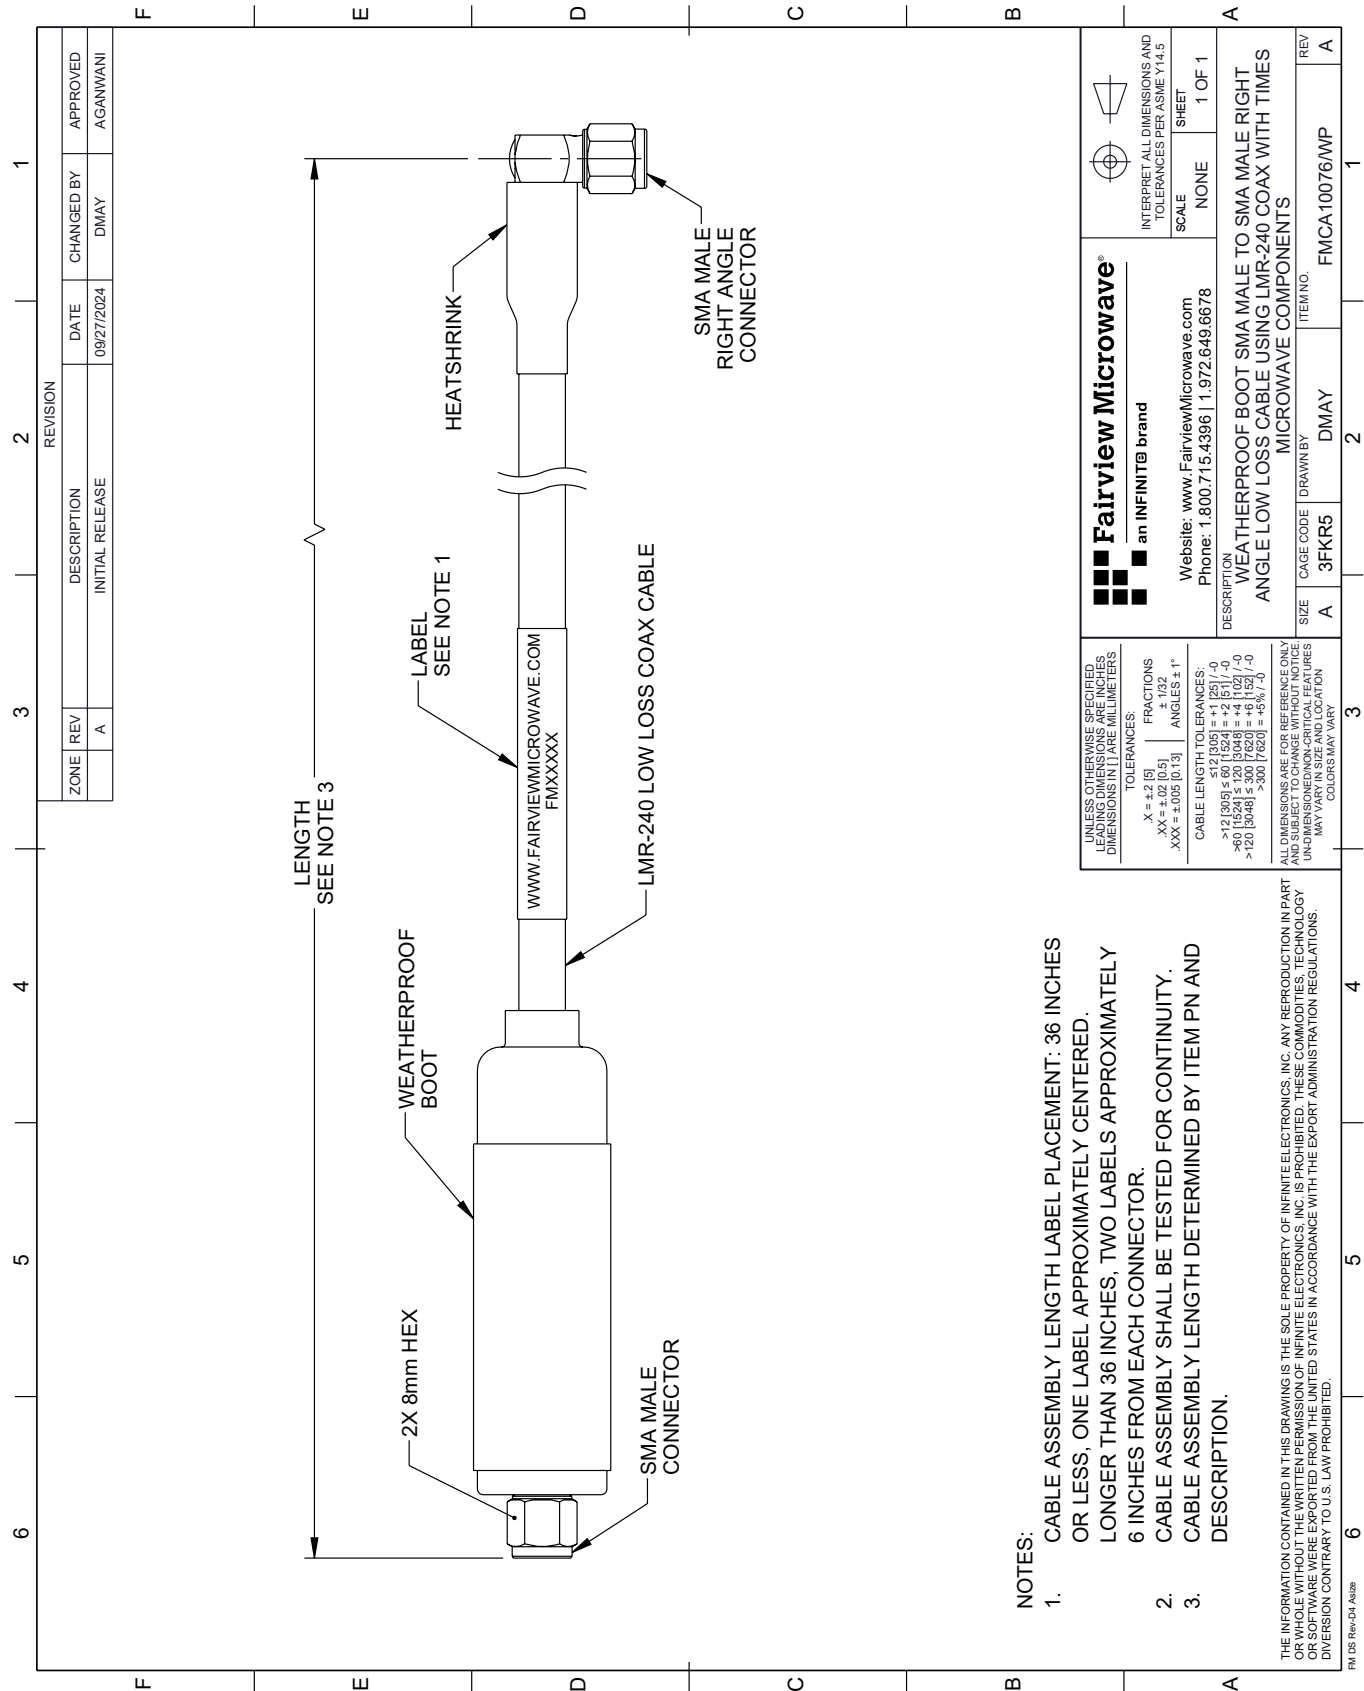 6
5
4
3
2
1
F
E
D
C
B
A
REVISION
ZONE
REV
DESCRIPTION
DATE
CHANGED BY
APPROVED
A
INITIAL RELEASE
09/27/2024
DMAY
AGANWANI
LENGTH
SEE NOTE 3
2X 8mm HEX
WEATHERPROOF
BOOT
LABEL
SEE NOTE 1
HEATSHRINK
WWW.FAIRVIEWMICROWAVE.COM
FMXXXXX
SMA MALE
CONNECTOR
LMR-240 LOW LOSS COAX CABLE
SMA MALE
RIGHT ANGLE
CONNECTOR
NOTES:
1. CABLE ASSEMBLY LENGTH LABEL PLACEMENT: 36 INCHES
OR LESS, ONE LABEL APPROXIMATELY CENTERED.
LONGER THAN 36 INCHES, TWO LABELS APPROXIMATELY
6 INCHES FROM EACH CONNECTOR.
2. CABLE ASSEMBLY SHALL BE TESTED FOR CONTINUITY.
3. CABLE ASSEMBLY LENGTH DETERMINED BY ITEM PN AND
DESCRIPTION.
THE INFORMATION CONTAINED IN THIS DRAWING IS THE SOLE PROPERTY OF INFINITE ELECTRONICS, INC. ANY REPRODUCTION IN PART
OR WHOLE WITHOUT THE WRITTEN PERMISSION OF INFINITE ELECTRONICS, INC. IS PROHIBITED. THESE COMMODITIES, TECHNOLOGY
OR SOFTWARE WERE EXPORTED FROM THE UNITED STATES IN ACCORDANCE WITH THE EXPORT ADMINISTRATION REGULATIONS.
DIVERSION CONTRARY TO U.S. LAW PROHIBITED.
UNLESS OTHERWISE SPECIFIED
LEADING DIMENSIONS ARE INCHES
DIMENSIONS IN [ ] ARE MILLIMETERS
TOLERANCES:
.X = ±.2 [5]
.XX = ±.02 [0.5]
.XXX = ±.005 [0.13]
FRACTIONS
± 1/32
ANGLES ± 1°
CABLE LENGTH TOLERANCES:
≤12 [305] = +1 [25] / -0
>12 [305] ≤ 60 [1524] = +2 [51] / -0
>60 [1524] ≤ 120 [3048] = +4 [102] / -0
>120 [3048] ≤ 300 [7620] = +6 [152] / -0
>300 [7620] = +5% / -0
ALL DIMENSIONS ARE FOR REFERENCE ONLY
AND SUBJECT TO CHANGE WITHOUT NOTICE.
UN-DIMENSIONED/NON-CRITICAL FEATURES
MAY VARY IN SIZE AND LOCATION
COLORS MAY VARY
Fairview Microwave®
an INFINIT@ brand
Website: www.FairviewMicrowave.com
Phone: 1.800.715.4396 | 1.972.649.6678
INTERPRET ALL DIMENSIONS AND
TOLERANCES PER ASME Y14.5
SCALE
NONE
SHEET
1 OF 1
DESCRIPTION
WEATHERPROOF BOOT SMA MALE TO SMA MALE RIGHT
ANGLE LOW LOSS CABLE USING LMR-240 COAX WITH TIMES
MICROWAVE COMPONENTS
SIZE
A
CAGE CODE
3FKR5
DRAWN BY
DMAY
ITEM NO.
FMCA10076/WP
REV
A
F
E
D
C
B
A
6
5
4
3
2
1
FM DS Rev-D4 Asize